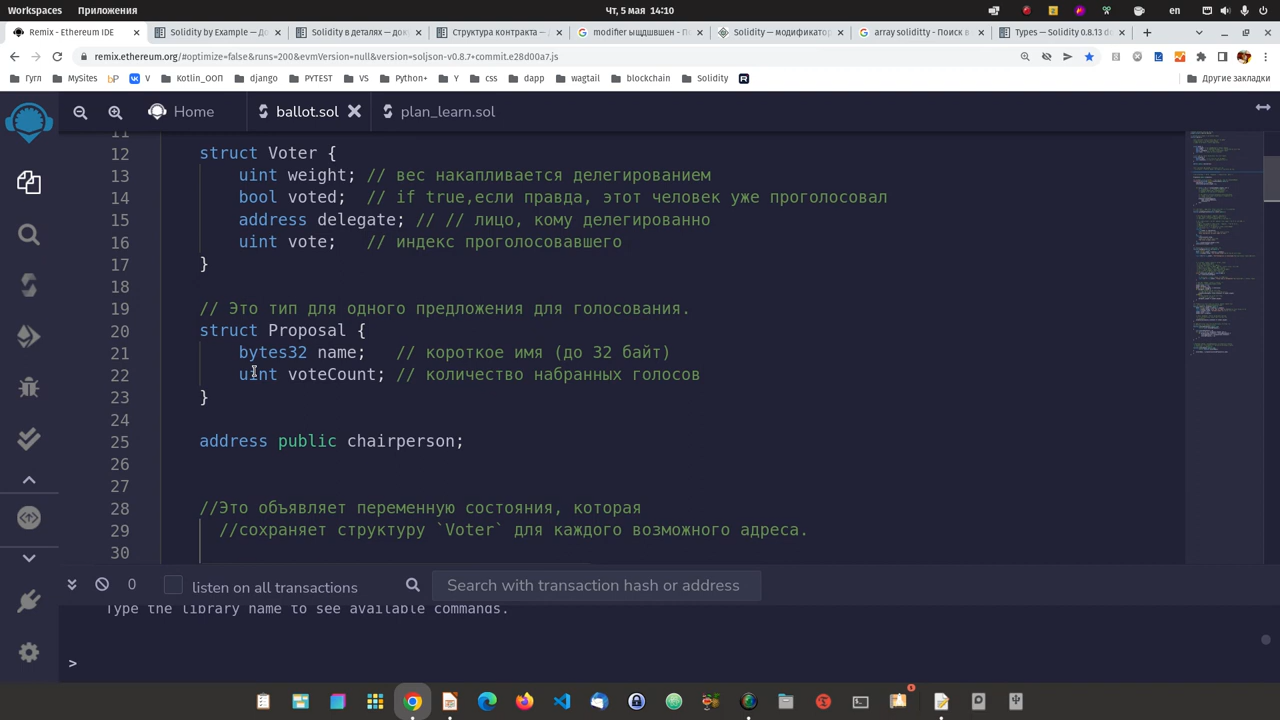 Workspaces Приложения Чт, 5 мая 14:10 en
Remix - Ethereum IDE Solidity by Example — До Solidity в деталях — док Структура контракта — modifier ыщдшвшен - По Solidity — модификатор array soliditty - Поиск в Types — Solidity 0.8.13 do
remix.ethereum.org/#optimize=false&runs=200&evmVersion=null&version=soljson-v0.8.7+commit.e28d00a7.js
Гугл MySites bP V Kotlin_ООП django PYTEST VS Python+ Y css dapp wagtail blockchain Solidity Другие закладки
Home ballot.sol plan_learn.sol
11
12 struct Voter {
13 uint weight; // вес накапляется делегированием
14 bool voted; // if true,если правда, этот человек уже проголосовал
15 address delegate; // // лицо, кому делегированно
16 uint vote; // индекс проголосовавшего
17 }
18
19 // Это тип для одного предложения для голосования.
20 struct Proposal {
21 bytes32 name; // короткое имя (до 32 байт)
22 uint voteCount; // количество набранных голосов
23 }
24
25 address public chairperson;
26
27
28 //Это объявляет переменную состояния, которая
29 //сохраняет структуру `Voter` для каждого возможного адреса.
30
0 listen on all transactions Search with transaction hash or address
Type the library name to see available commands.
>